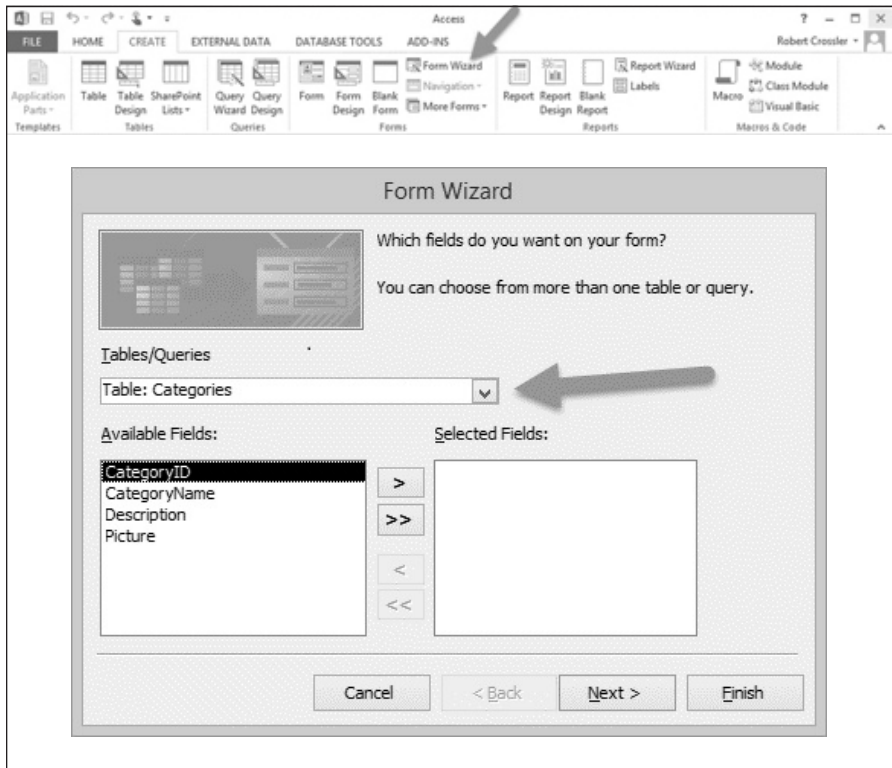 Access
? – □ ×
FILE HOME CREATE EXTERNAL DATA DATABASE TOOLS ADD-INS Robert Crossler
Application Parts
Table
Table Design
SharePoint Lists
Query Wizard
Query Design
Form
Form Design
Blank Form
Form Wizard
Navigation
More Forms
Report
Report Design
Blank Report
Report Wizard
Labels
Macro
Module
Class Module
Visual Basic
Templates Tables Queries Forms Reports Macros & Code
Form Wizard
Which fields do you want on your form?
You can choose from more than one table or query.
Tables/Queries
Table: Categories
Available Fields:
Selected Fields:
CategoryID
CategoryName
Description
Picture
>
>>
<
<<
Cancel < Back Next > Finish